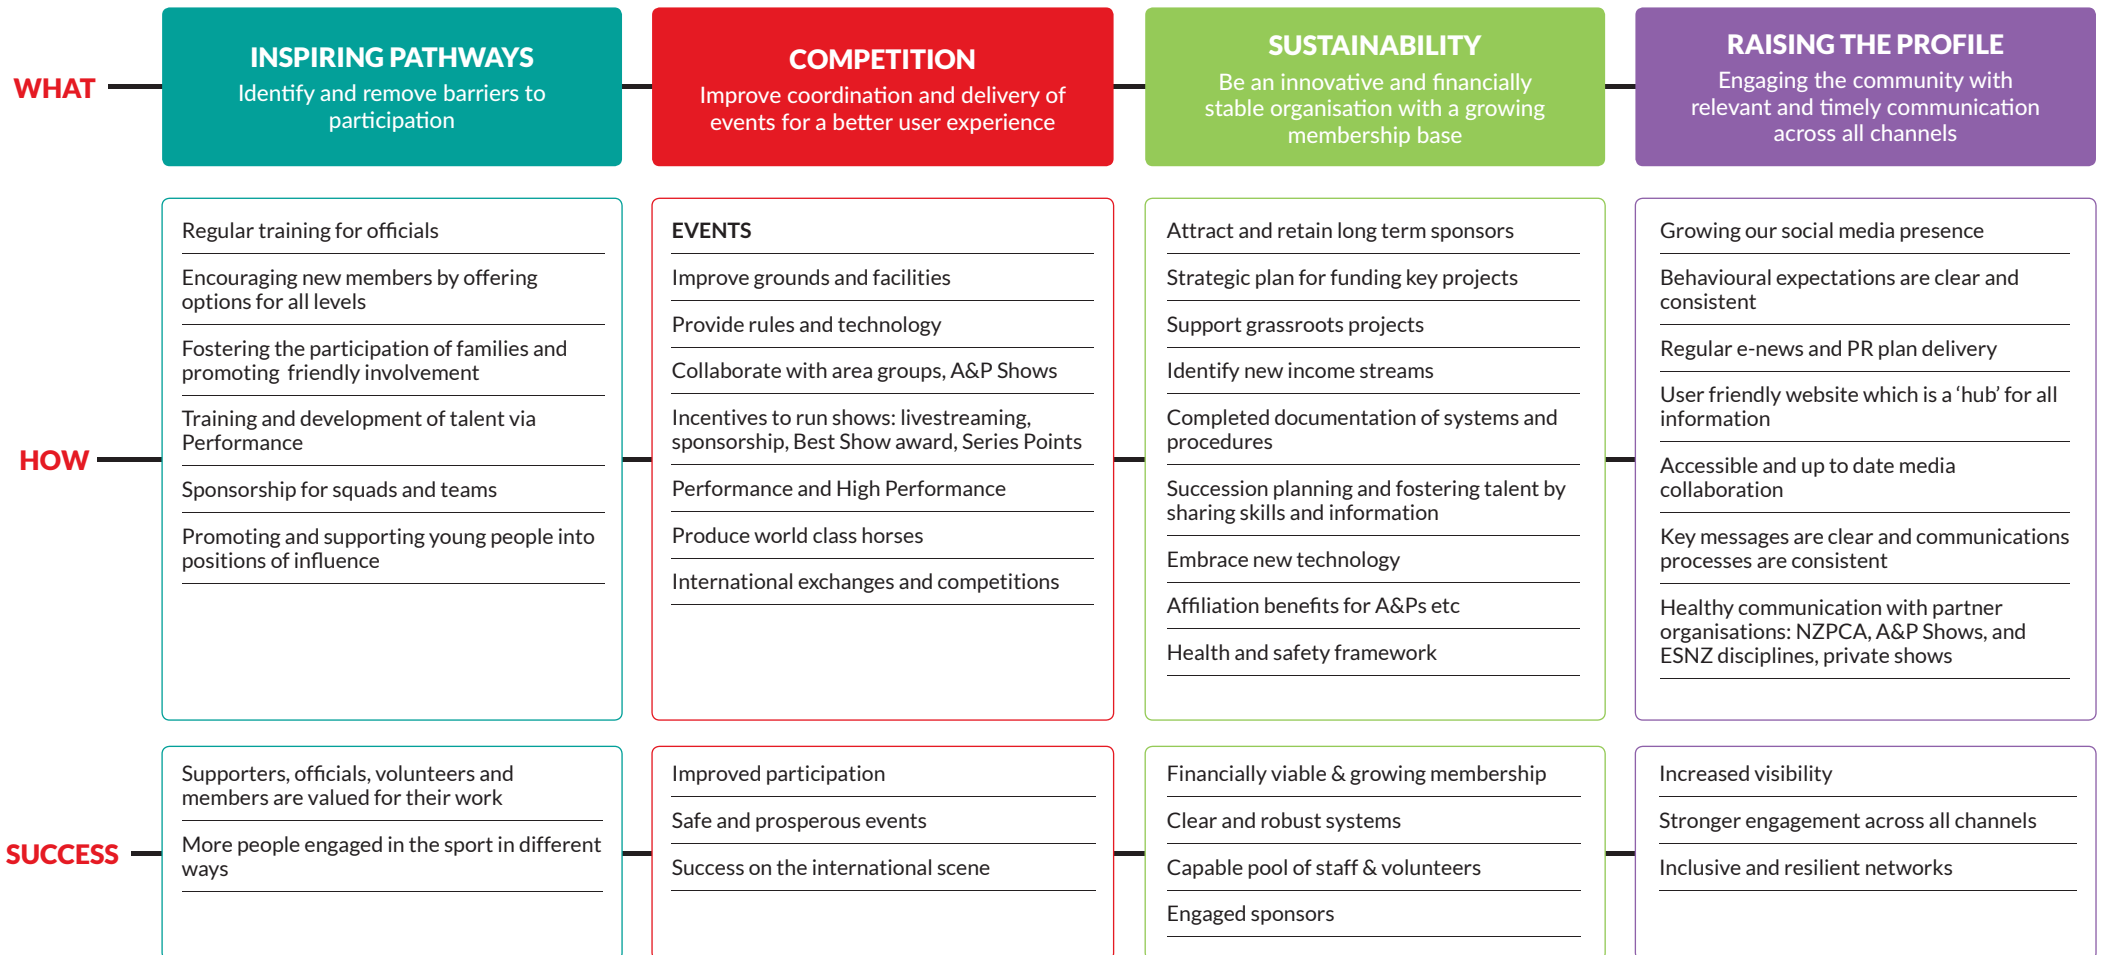 WHAT
INSPIRING PATHWAYS
Identify and remove barriers to
participation
COMPETITION
Improve coordination and delivery of
events for a better user experience
SUSTAINABILITY
Be an innovative and financially
stable organisation with a growing
membership base
RAISING THE PROFILE
Engaging the community with
relevant and timely communication
across all channels
HOW
Regular training for officials
Encouraging new members by offering
options for all levels
Fostering the participation of families and
promoting friendly involvement
Training and development of talent via
Performance
Sponsorship for squads and teams
Promoting and supporting young people into
positions of influence
EVENTS
Improve grounds and facilities
Provide rules and technology
Collaborate with area groups, A&P Shows
Incentives to run shows: livestreaming,
sponsorship, Best Show award, Series Points
Performance and High Performance
Produce world class horses
International exchanges and competitions
Attract and retain long term sponsors
Strategic plan for funding key projects
Support grassroots projects
Identify new income streams
Completed documentation of systems and
procedures
Succession planning and fostering talent by
sharing skills and information
Embrace new technology
Affiliation benefits for A&Ps etc
Health and safety framework
Growing our social media presence
Behavioural expectations are clear and
consistent
Regular e-news and PR plan delivery
User friendly website which is a ‘hub’ for all
information
Accessible and up to date media
collaboration
Key messages are clear and communications
processes are consistent
Healthy communication with partner
organisations: NZPCA, A&P Shows, and
ESNZ disciplines, private shows
SUCCESS
Supporters, officials, volunteers and
members are valued for their work
More people engaged in the sport in different
ways
Improved participation
Safe and prosperous events
Success on the international scene
Financially viable & growing membership
Clear and robust systems
Capable pool of staff & volunteers
Engaged sponsors
Increased visibility
Stronger engagement across all channels
Inclusive and resilient networks